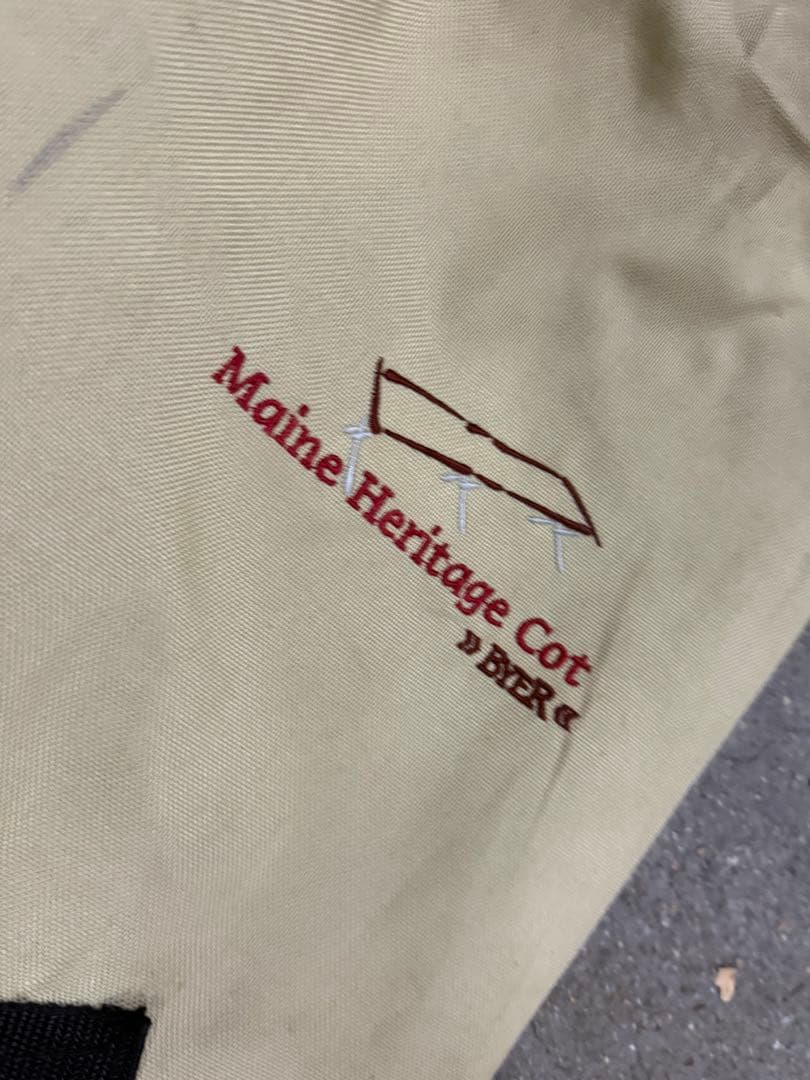 Maine Heritage Cot
» BYER «